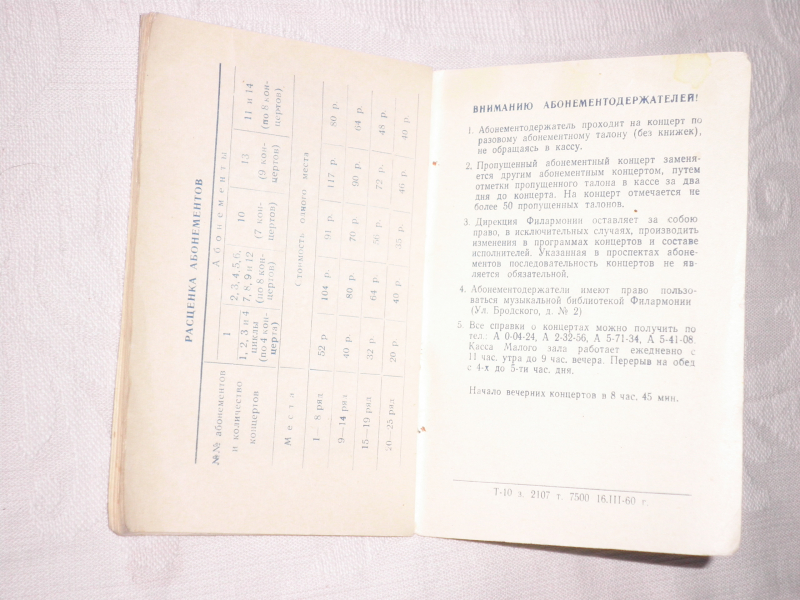 РАСЦЕНКА АБОНЕМЕНТОВ
№№ абонементов и количество концертов
Абонементы
1
1, 2, 3 и 4 циклы (по 4 концерта)
2, 3, 4, 5, 6, 7, 8, 9 и 12 (по 8 концертов)
10
(7 концертов)
13
(9 концертов)
11 и 14
(по 8 концертов)
Места
Стоимость одного места
1—8 ряд 52 р. 104 р. 91 р. 117 р. 80 р.
9—14 ряд 40 р. 80 р. 70 р. 90 р. 64 р.
15—19 ряд 32 р. 64 р. 56 р. 72 р. 48 р.
20—25 ряд 20 р. 40 р. 35 р. 46 р. 40 р.
ВНИМАНИЮ АБОНЕМЕНТОДЕРЖАТЕЛЕЙ!
1. Абонементодержатель проходит на концерт по
разовому абонементному талону (без книжек),
не обращаясь в кассу.
2. Пропущенный абонементный концерт заменя-
ется другим абонементным концертом, путем
отметки пропущенного талона в кассе за два
дня до концерта. На концерт отмечается не
более 50 пропущенных талонов.
3. Дирекция Филармонии оставляет за собою
право, в исключительных случаях, производить
изменения в программах концертов и составе
исполнителей. Указанная в проспектах абоне-
ментов последовательность концертов не яв-
ляется обязательной.
4. Абонементодержатели имеют право пользо-
ваться музыкальной библиотекой Филармонии
(Ул. Бродского, д. № 2)
5. Все справки о концертах можно получить по
тел.: А 0-04-24, А 2-32-56, А 5-71-34, А 5-41-08.
Касса Малого зала работает ежедневно с
11 час. утра до 9 час. вечера. Перерыв на обед
с 4-х до 5-ти час. дня.
Начало вечерних концертов в 8 час. 45 мин.
Т-10 з. 2107 т. 7500 16.III-60 г.